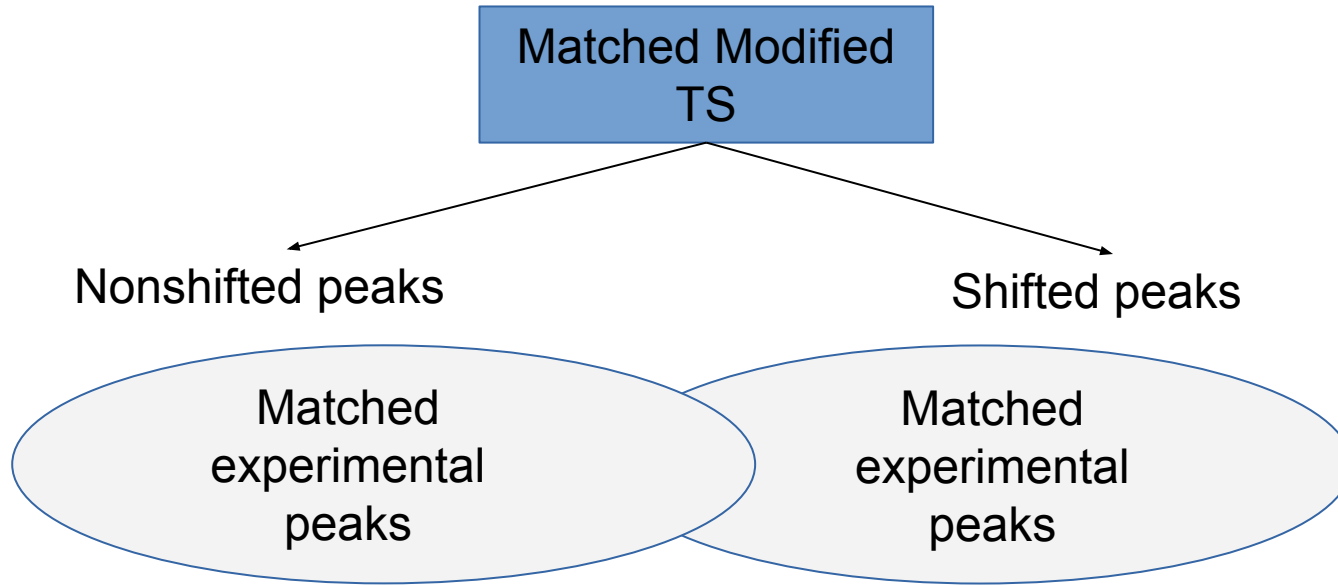 Matched Modified
TS
Nonshifted peaks
Shifted peaks
Matched
experimental
peaks
Matched
experimental
peaks